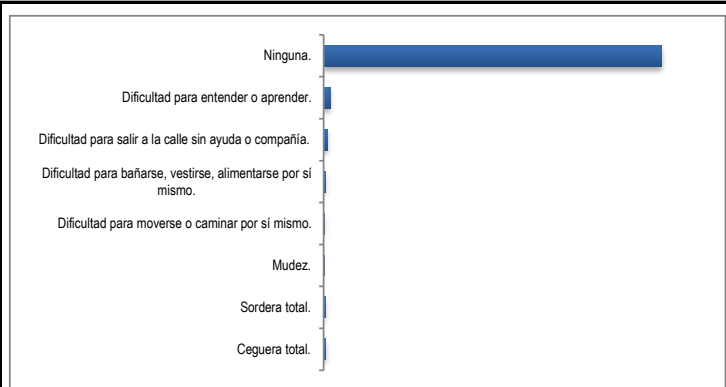 Ninguna.
Dificultad para entender o aprender.
Dificultad para salir a la calle sin ayuda o compañía.
Dificultad para bañarse, vestirse, alimentarse por sí
mismo.
Dificultad para moverse o caminar por sí mismo.
Mudez.
Sordera total.
Ceguera total.